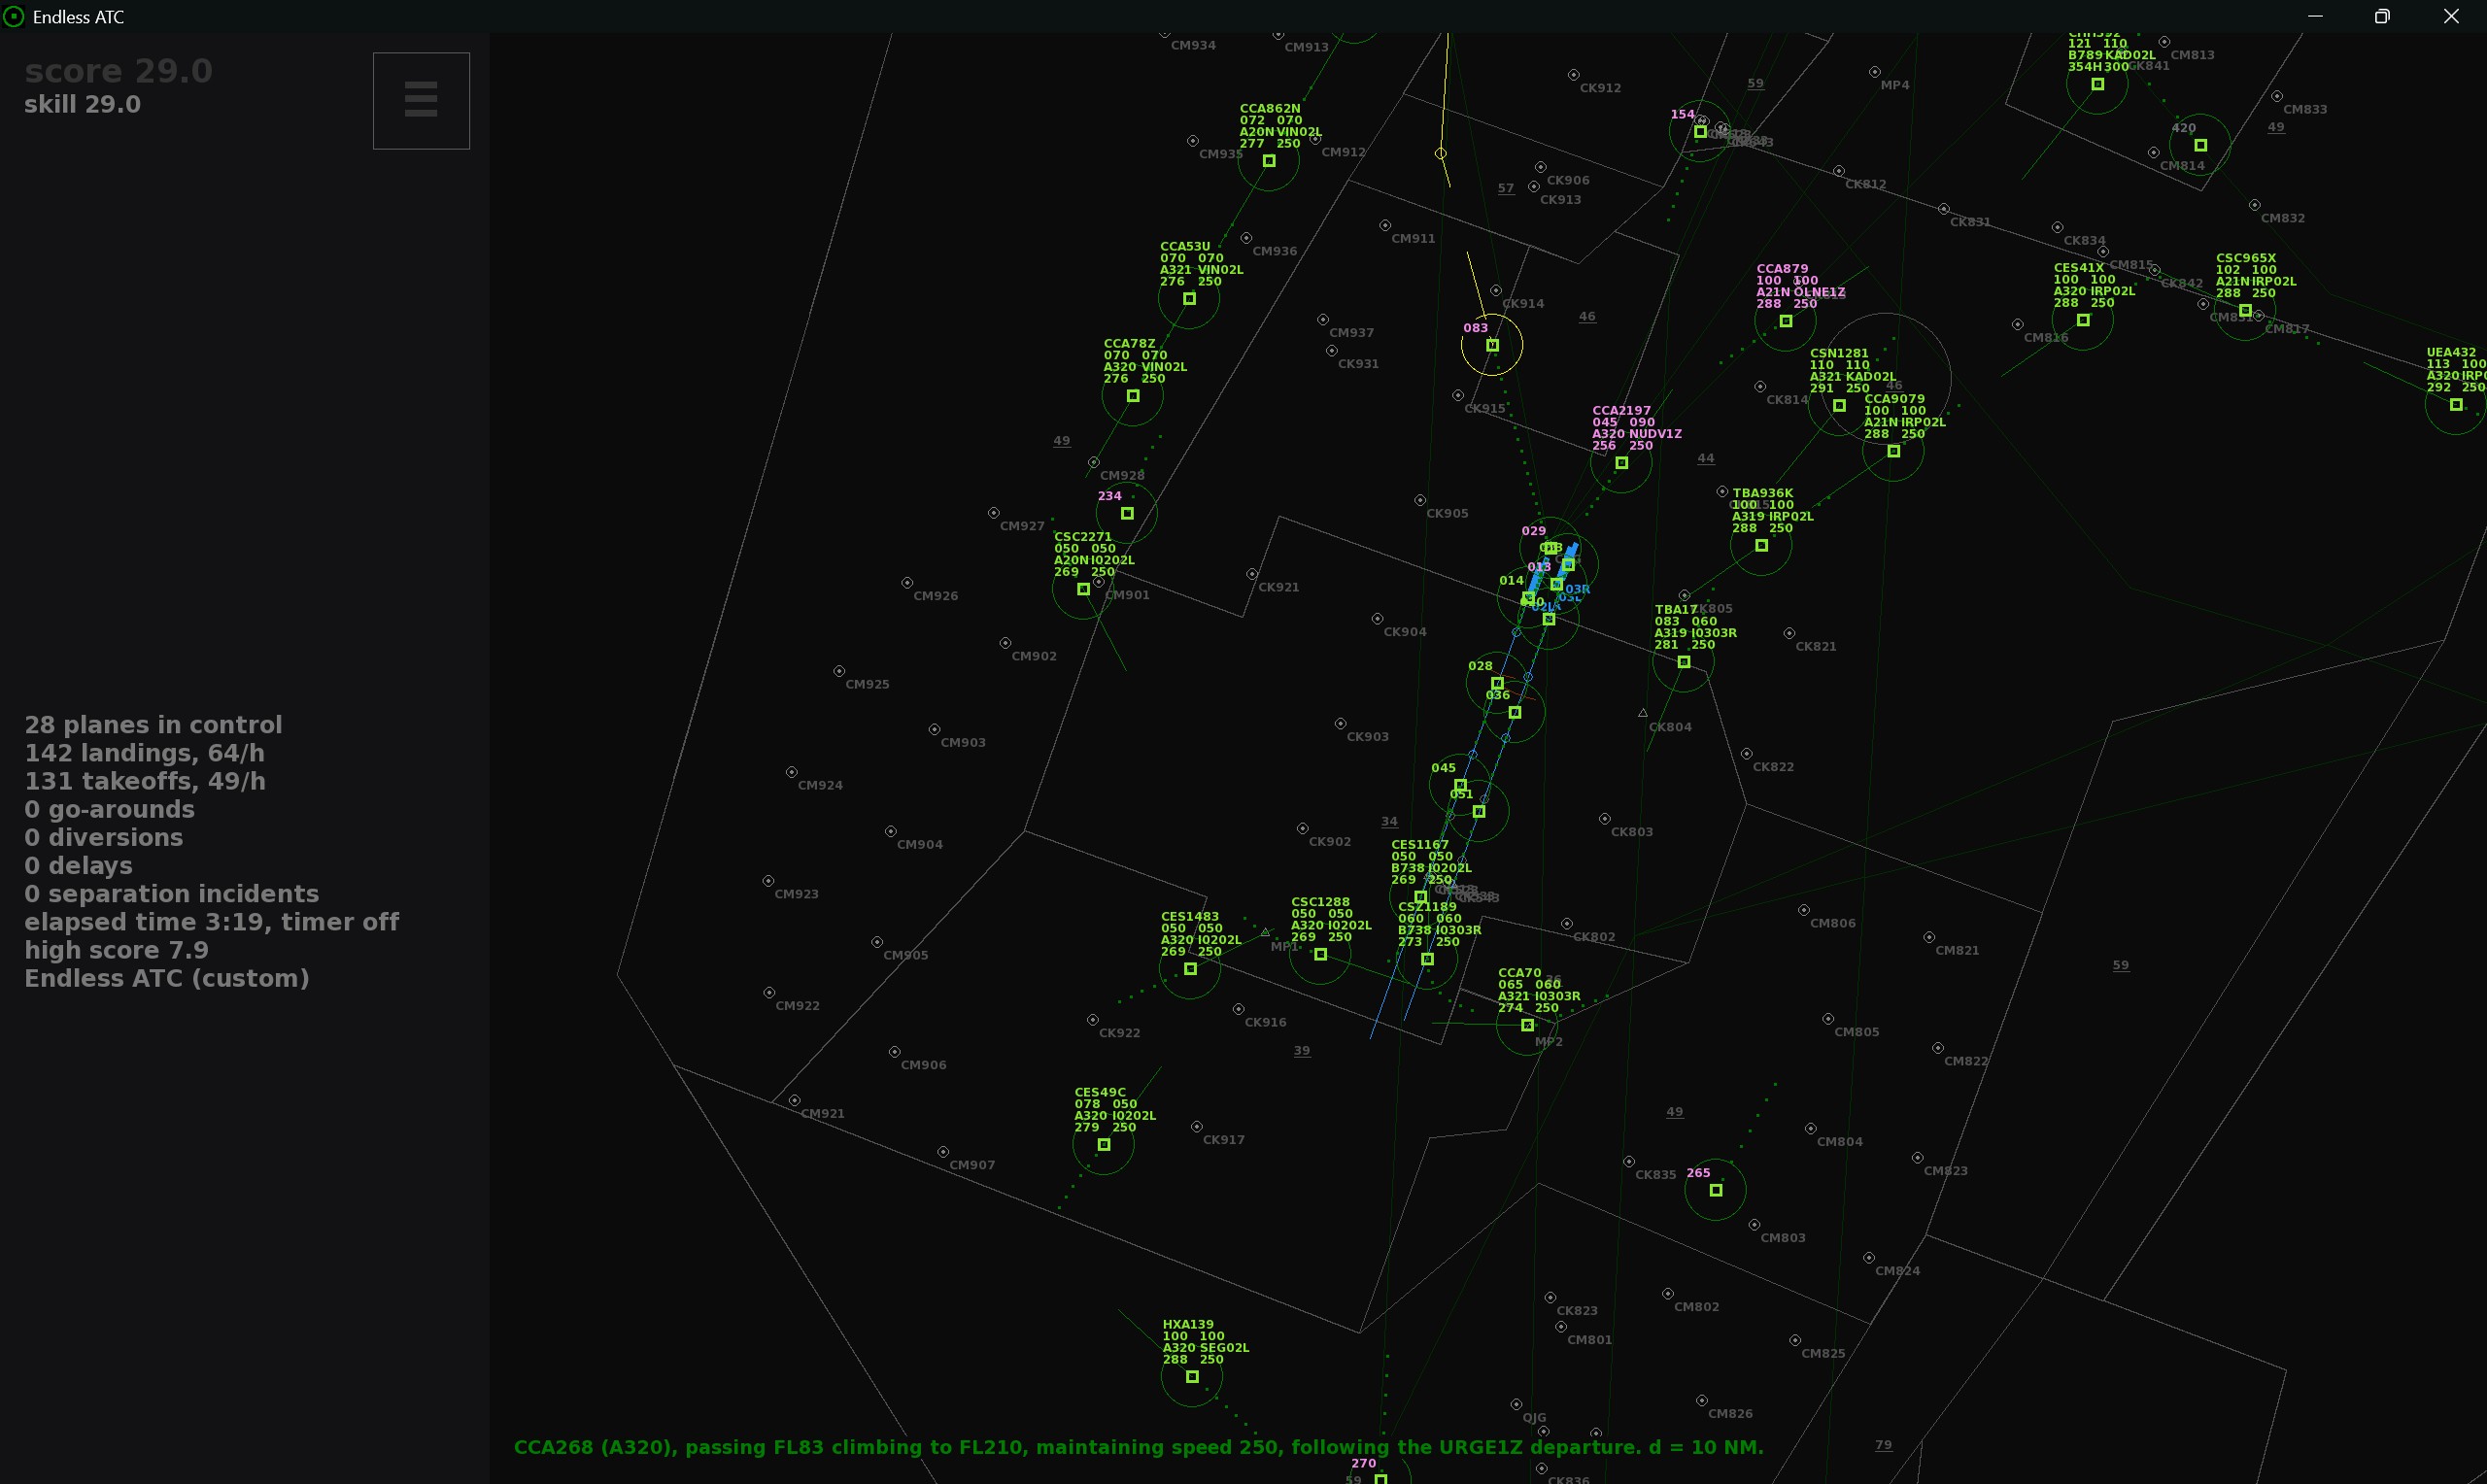 Endless ATC
score 29.0
skill 29.0
28 planes in control
142 landings, 64/h
131 takeoffs, 49/h
0 go-arounds
0 diversions
0 delays
0 separation incidents
elapsed time 3:19, timer off
high score 7.9
Endless ATC (custom)
CM934
CM913
CK912
59
MP4
121 110
B789 KAD02L
354H 300
CK841
CM813
CM833
49
CCA862N
072 070
A20N VIN02L
277 250
CM935
CM912
154
420
CM814
CK906
CK913
57
CK812
CM832
CK831
CK834
CM911
CM936
CCA53U
070 070
A321 VIN02L
276 250
CM815
CK842
CCA879
100 100
A21N OLNE1Z
288 250
CES41X
100 100
A320 IRP02L
288 250
CSC965X
102 100
A21N IRP02L
288 250
CM817
CM816
CK914
46
CM937
083
CK931
CCA78Z
070 070
A320 VIN02L
276 250
CSN1281
110 110
A321 KAD02L
291 250
46
UEA432
113 100
A320
292 250
CK814
CCA9079
100 100
A21N IRP02L
288 250
CK915
CCA2197
045 090
A320 NUDV1Z
256 250
49
44
CM928
234
CM927
CK905
TBA936K
100 100
A319 IRP02L
288 250
029
CSC2271
050 050
A20N I0202L
269 250
CM901
013
014
CM926
CK921
03R
03L
CK904
CK805
TBA17
083 060
A319 I0303R
281 250
CK821
CM902
028
036
CM925
CK903
CK804
CM903
CK822
045
051
CM924
34
CK902
CK803
CM904
CES1167
050 050
B738 I0202L
269 250
CM923
CSC1288
050 050
A320 I0202L
269 250
CSZ1189
060 060
B738 I0303R
273 250
CES1483
050 050
A320 I0202L
269 250
MP1
CK802
CM806
CM821
CM905
59
CCA70
065 060
A321 I0303R
274 250
36
MP2
CM922
CK922
CK916
39
CM805
CM822
CM906
CES49C
078 050
A320 I0202L
279 250
CM921
CK917
49
CM804
CM907
CK835
CM823
265
CM803
CM824
CK823
CM802
CM801
CM825
HXA139
100 100
A320 SEG02L
288 250
QJG
CM826
79
CCA268 (A320), passing FL83 climbing to FL210, maintaining speed 250, following the URGE1Z departure. d = 10 NM.
270
59
CK836